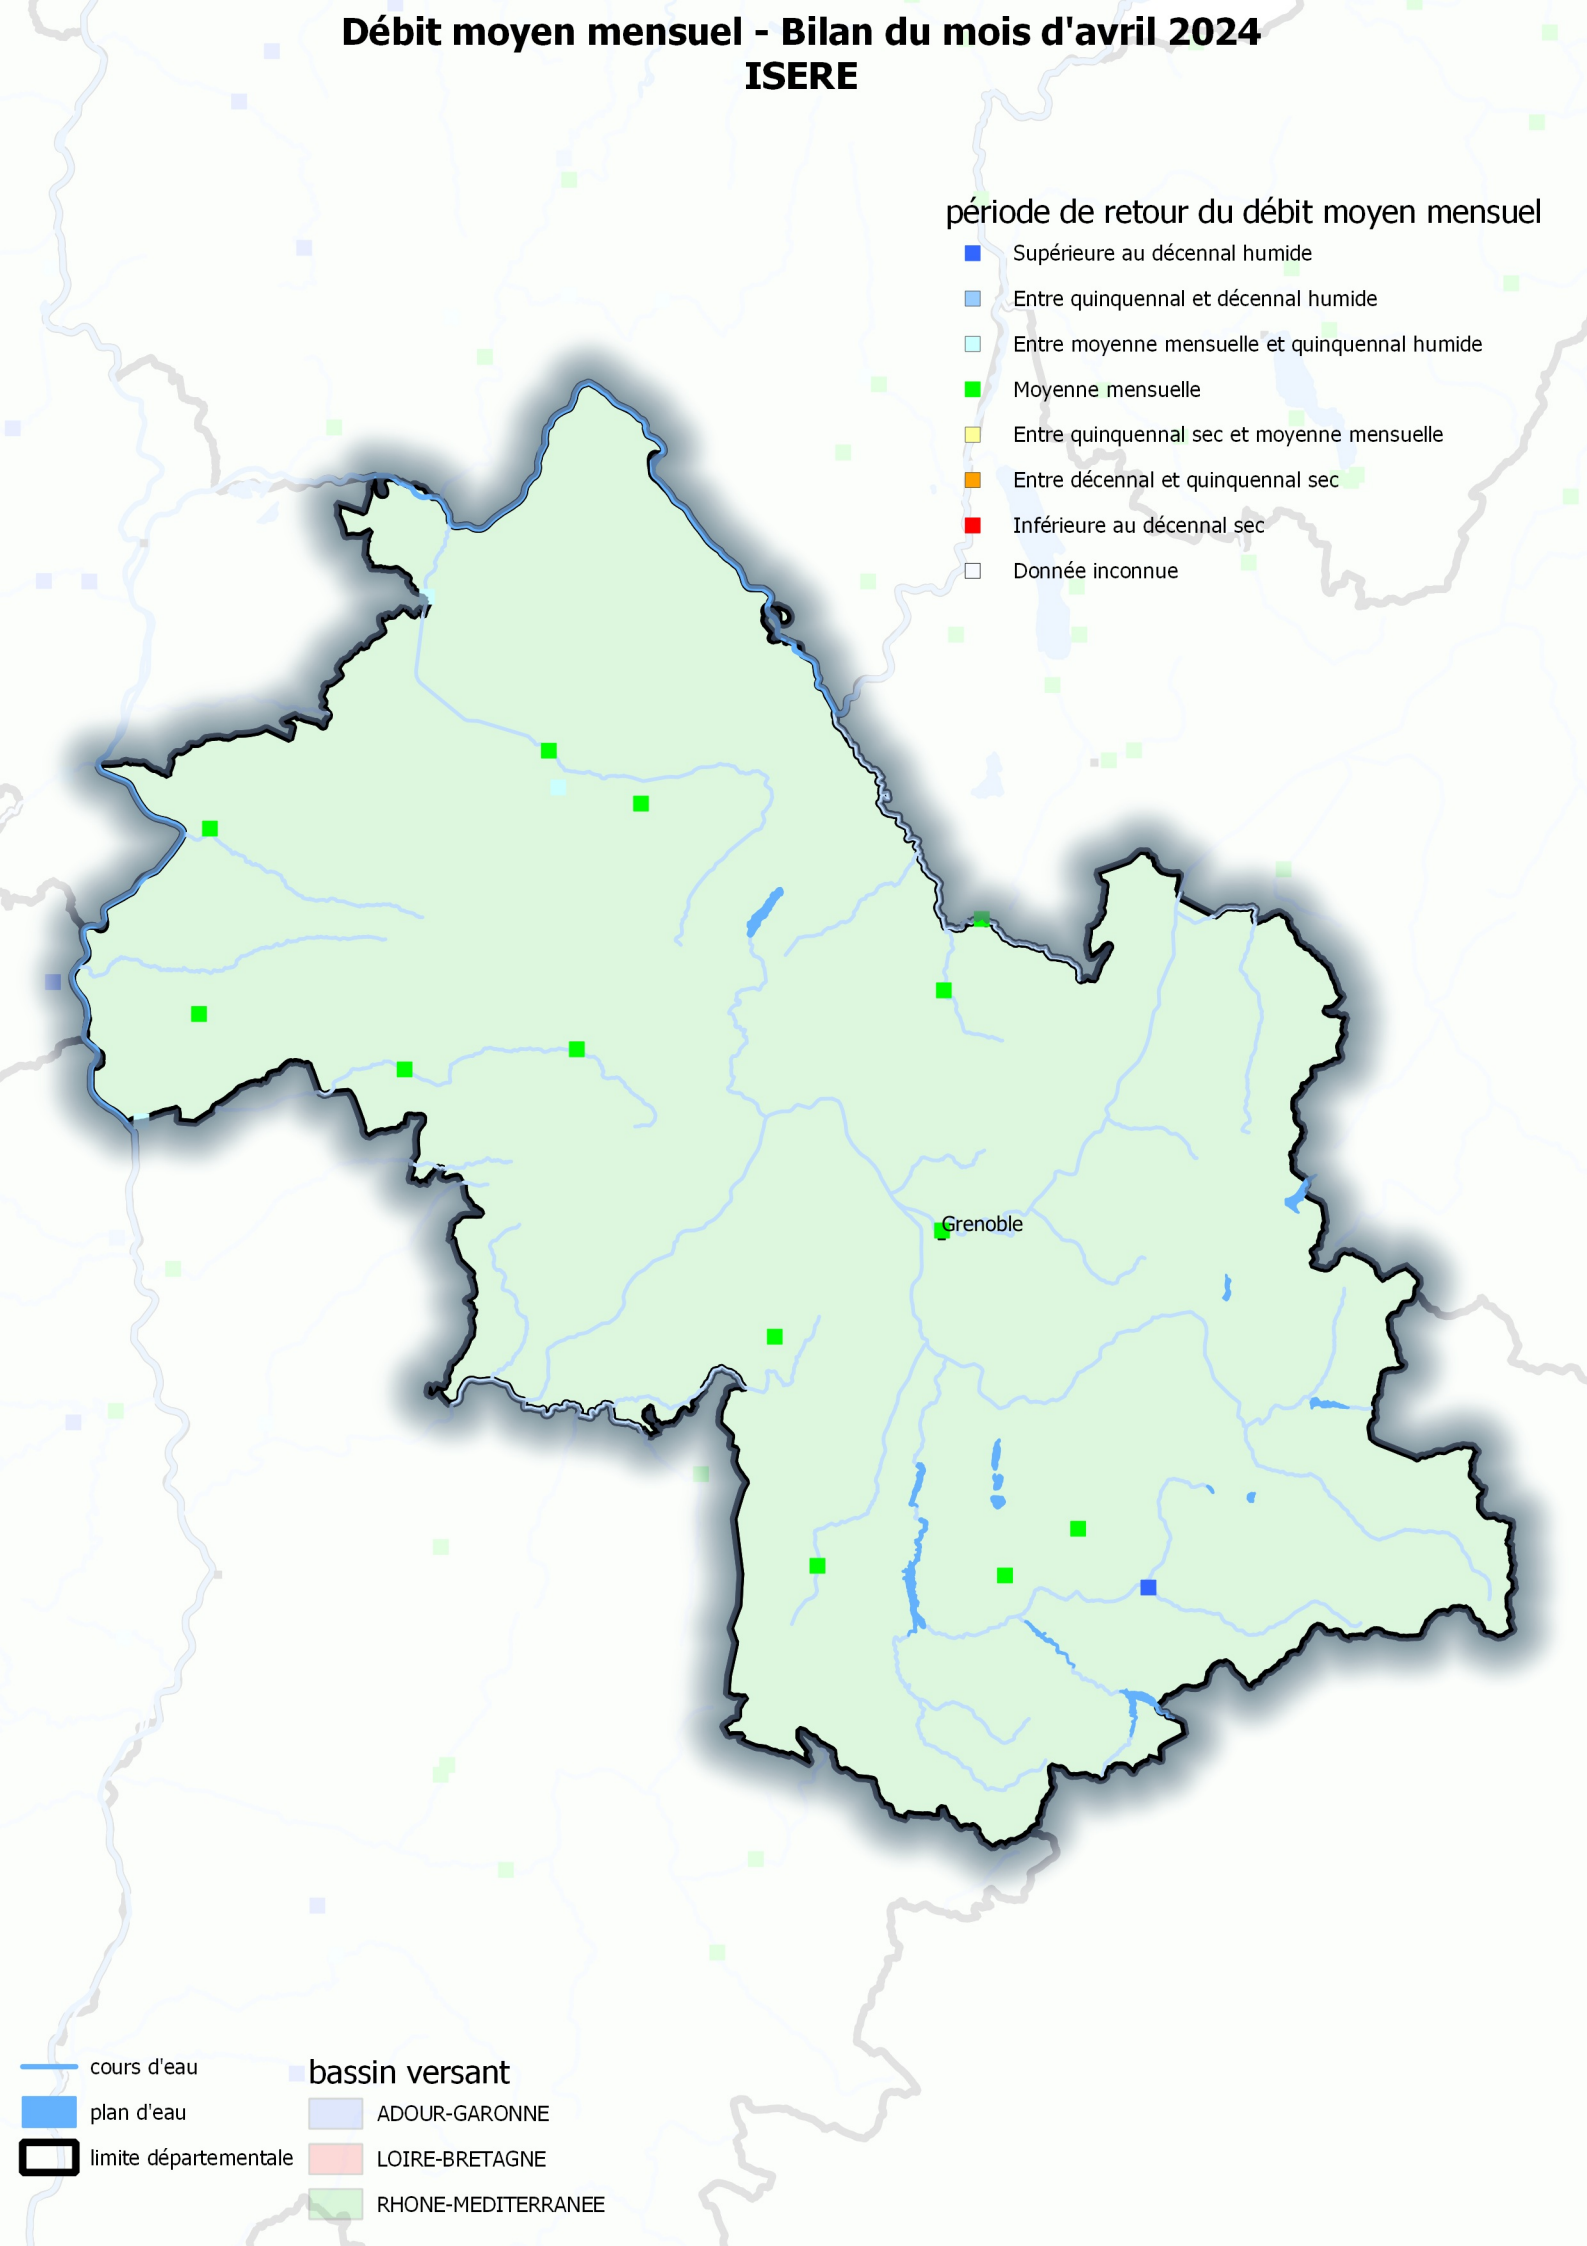 Débit moyen mensuel - Bilan du mois d'avril 2024
ISERE
période de retour du débit moyen mensuel
Supérieure au décennal humide
Entre quinquennal et décennal humide
Entre moyenne mensuelle et quinquennal humide
Moyenne mensuelle
Entre quinquennal sec et moyenne mensuelle
Entre décennal et quinquennal sec
Inférieure au décennal sec
Donnée inconnue
Grenoble
cours d'eau
plan d'eau
limite départementale
bassin versant
ADOUR-GARONNE
LOIRE-BRETAGNE
RHONE-MEDITERRANEE